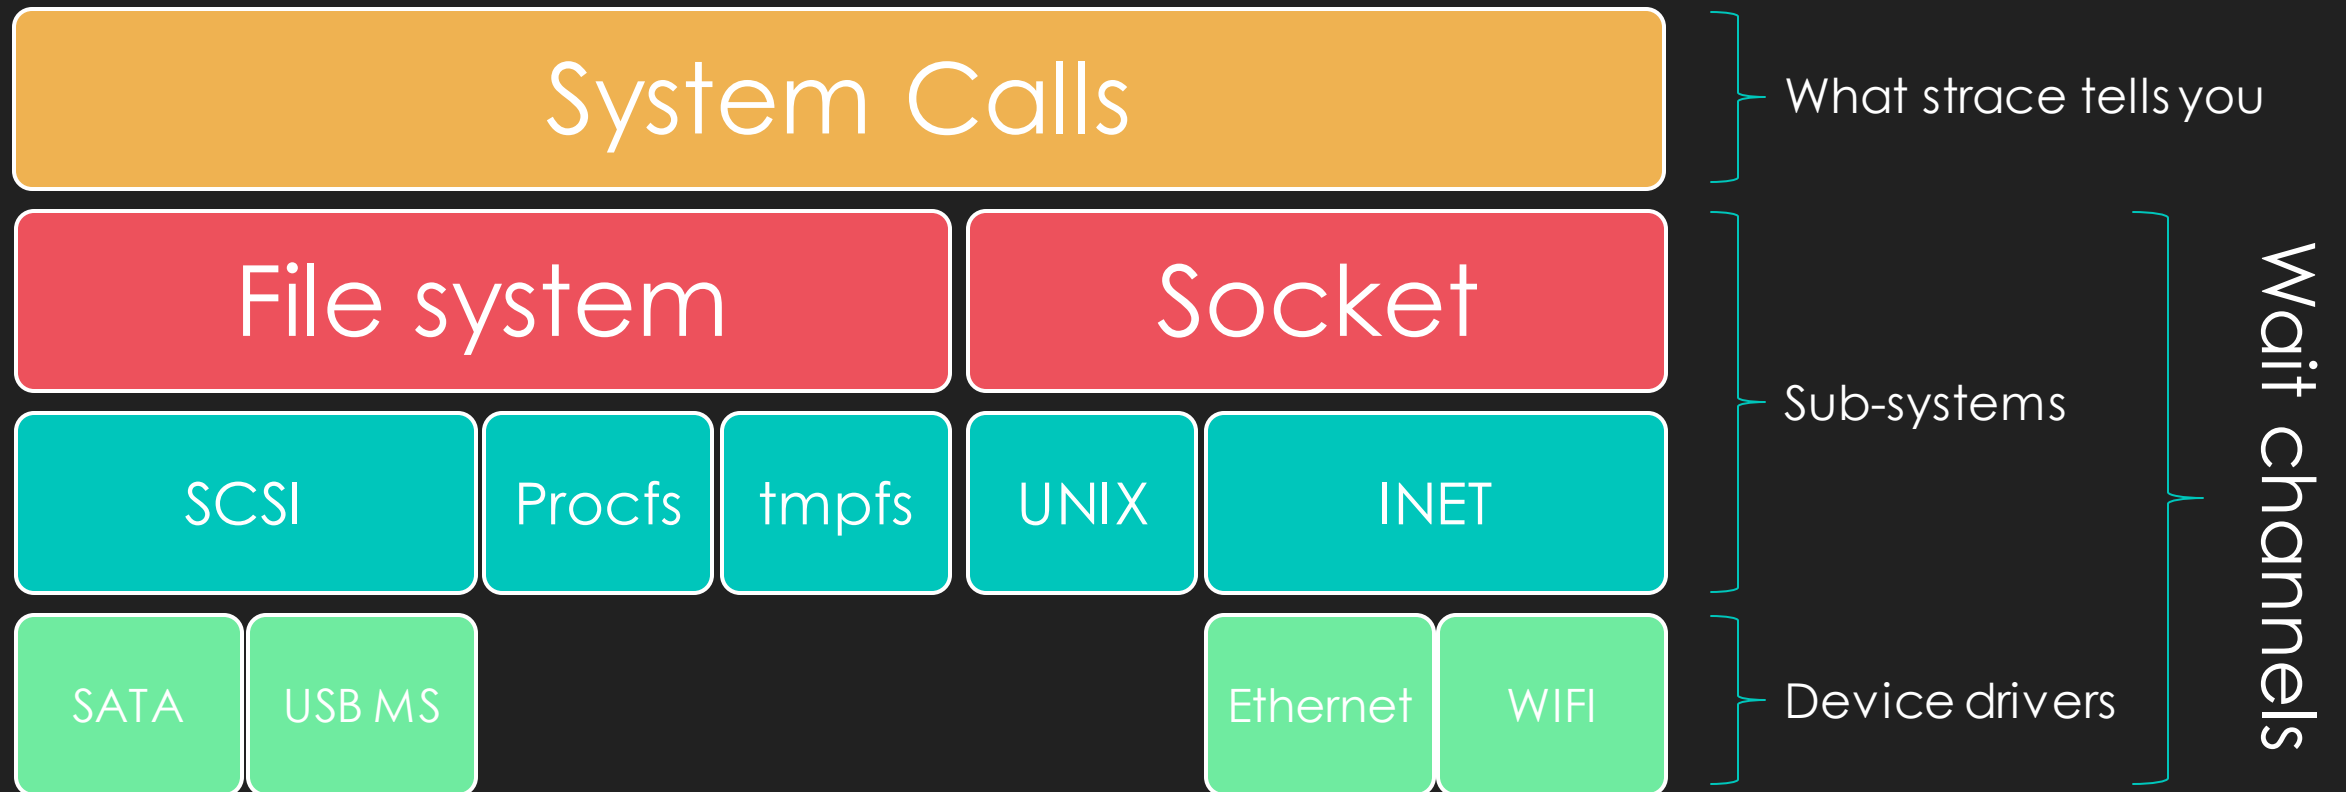 System Calls
What strace tells you
File system
Socket
Sub-systems
Wait channels
SCSI
Procfs
tmpfs
UNIX
INET
SATA
USB MS
Ethernet
WIFI
Device drivers